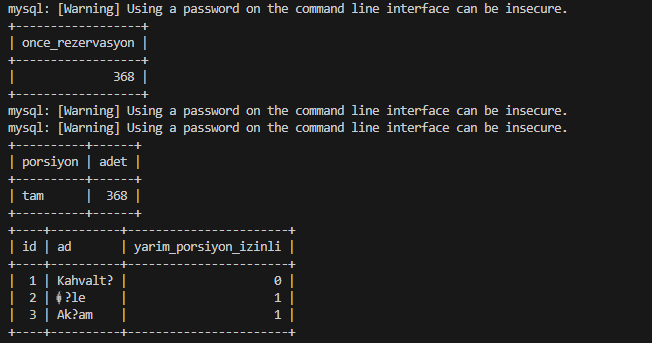 mysql: [Warning] Using a password on the command line interface can be insecure.
+------------------+
| once_rezervasyon |
+------------------+
|              368 |
+------------------+
mysql: [Warning] Using a password on the command line interface can be insecure.
mysql: [Warning] Using a password on the command line interface can be insecure.
+----------+------+
| porsiyon | adet |
+----------+------+
| tam      |  368 |
+----------+------+
+----+----------+-----------------------+
| id | ad       | yarim_porsiyon_izinli |
+----+----------+-----------------------+
|  1 | Kahvalt? |                     0 |
|  2 | �?le     |                     1 |
|  3 | Ak?am    |                     1 |
+----+----------+-----------------------+